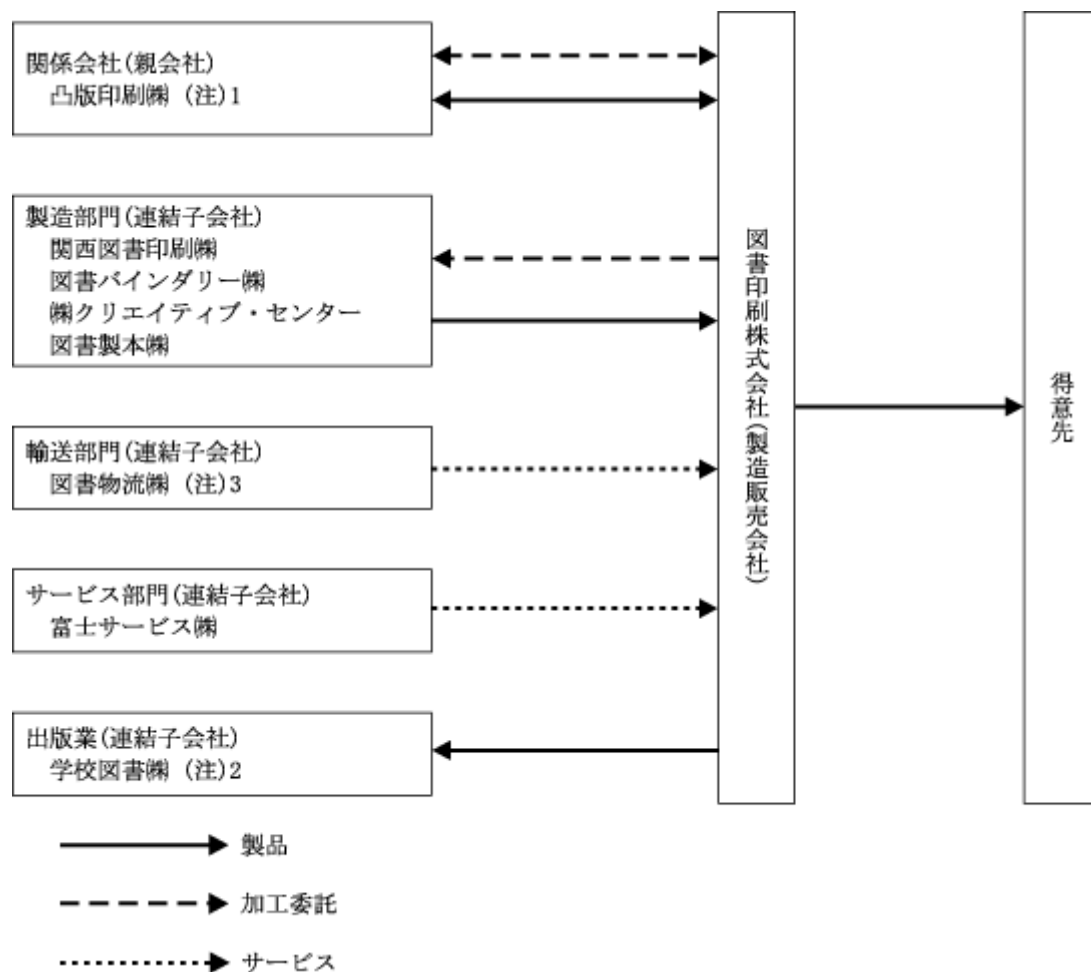 関係会社(親会社)
凸版印刷㈱ (注)1
製造部門(連結子会社)
関西図書印刷㈱
図書バインダリー㈱
㈱クリエイティブ・センター
図書製本㈱
輸送部門(連結子会社)
図書物流㈱ (注)3
サービス部門(連結子会社)
富士サービス㈱
出版業(連結子会社)
学校図書㈱ (注)2
図書印刷株式会社(製造販売会社)
得意先
製品
加工委託
サービス